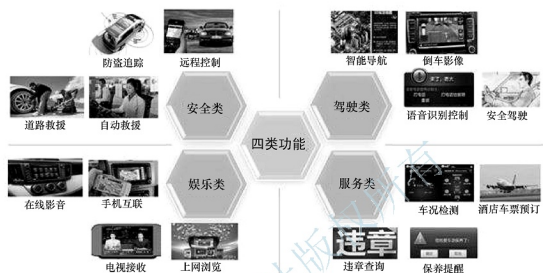 防盗追踪
远程控制
智能导航
倒车影像
道路救援
自动救援
安全类
驾驶类
语音识别控制
安全驾驶
四类功能
娱乐类
服务类
在线影音
手机互联
车况检测
酒店车票预订
电视接收
上网浏览
违章
违章查询
保养提醒
版权所有